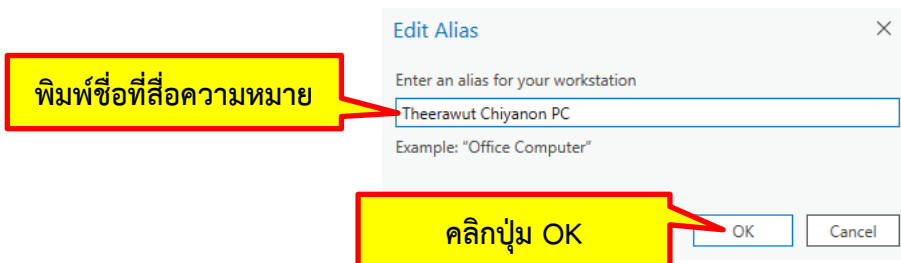 Edit Alias
พิมพ์ชื่อที่สื่อความหมาย
Enter an alias for your workstation
Theerawut Chiyanon PC
Example: "Office Computer"
คลิกปุ่ม OK
OK
Cancel